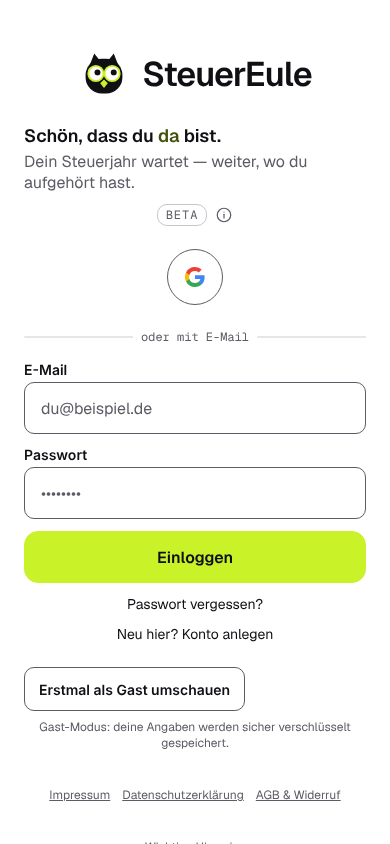 SteuerEule
Schön, dass du da bist.
Dein Steuerjahr wartet — weiter, wo du
aufgehört hast.
BETA
oder mit E-Mail
E-Mail
du@beispiel.de
Passwort
••••••••
Einloggen
Passwort vergessen?
Neu hier? Konto anlegen
Erstmal als Gast umschauen
Gast-Modus: deine Angaben werden sicher verschlüsselt
gespeichert.
Impressum Datenschutzerklärung AGB & Widerruf